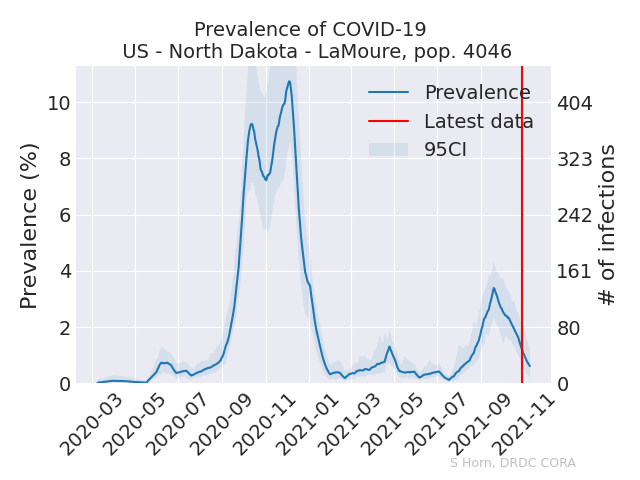 Prevalence of COVID-19
US - North Dakota - LaMoure, pop. 4046
Prevalence (%)
10
8
6
4
2
0
Prevalence
Latest data
95CI
404
323
242
161
80
0
# of infections
2020-03
2020-05
2020-07
2020-09
2020-11
2021-01
2021-03
2021-05
2021-07
2021-09
2021-11
S Horn, DRDC CORA